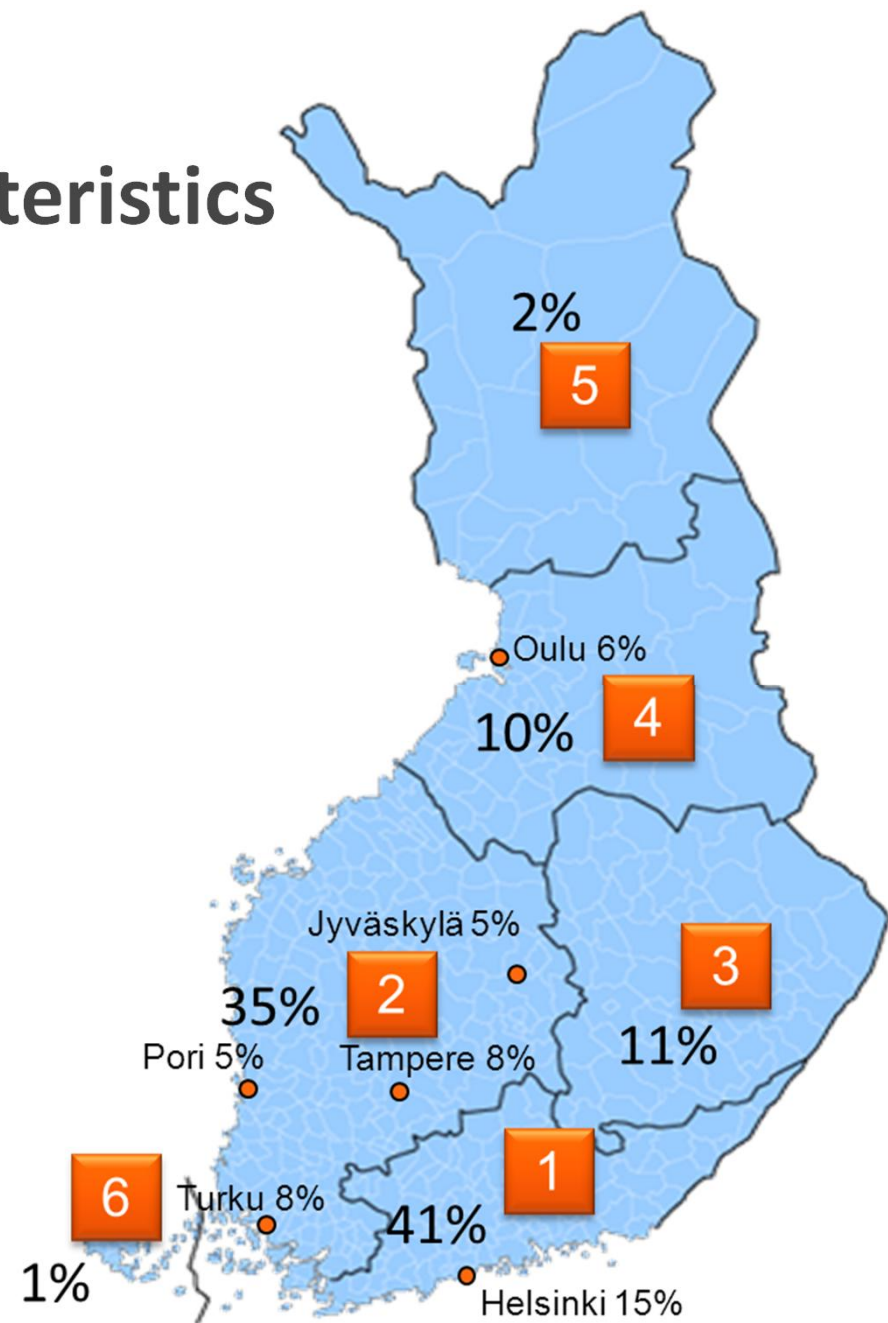 teristics
2%
5
Oulu 6%
4
10%
Jyväskylä 5%
3
2
35%
11%
Pori 5%
Tampere 8%
1
6
Turku 8%
41%
1%
Helsinki 15%